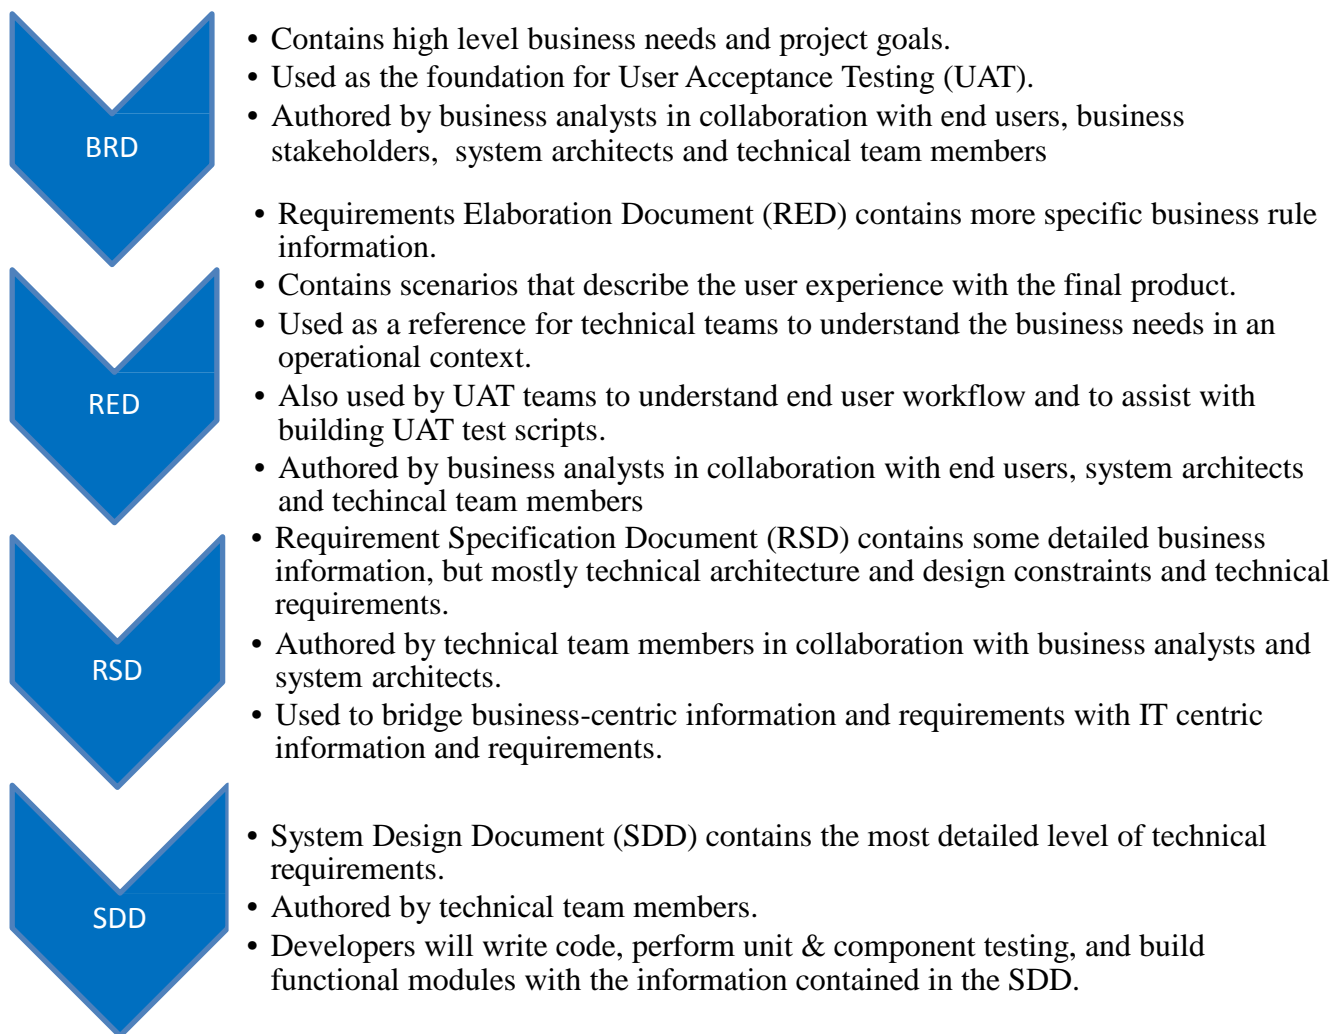 BRD
• Contains high level business needs and project goals.
• Used as the foundation for User Acceptance Testing (UAT).
• Authored by business analysts in collaboration with end users, business
stakeholders,  system architects and technical team members
RED
• Requirements Elaboration Document (RED) contains more specific business rule
information.
• Contains scenarios that describe the user experience with the final product.
• Used as a reference for technical teams to understand the business needs in an
operational context.
• Also used by UAT teams to understand end user workflow and to assist with
building UAT test scripts.
• Authored by business analysts in collaboration with end users, system architects
and techincal team members
RSD
• Requirement Specification Document (RSD) contains some detailed business
information, but mostly technical architecture and design constraints and technical
requirements.
• Authored by technical team members in collaboration with business analysts and
system architects.
• Used to bridge business-centric information and requirements with IT centric
information and requirements.
SDD
• System Design Document (SDD) contains the most detailed level of technical
requirements.
• Authored by technical team members.
• Developers will write code, perform unit & component testing, and build
functional modules with the information contained in the SDD.